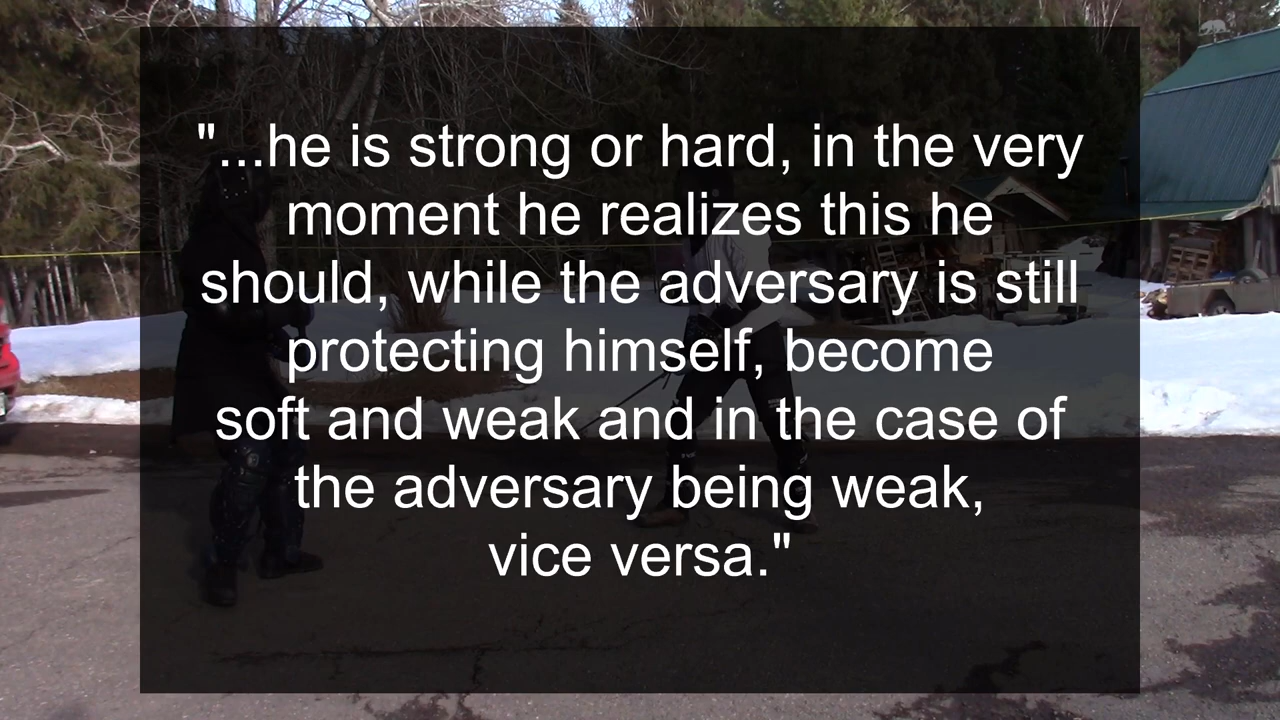 "...he is strong or hard, in the very
moment he realizes this he
should, while the adversary is still
protecting himself, become
soft and weak and in the case of
the adversary being weak,
vice versa."